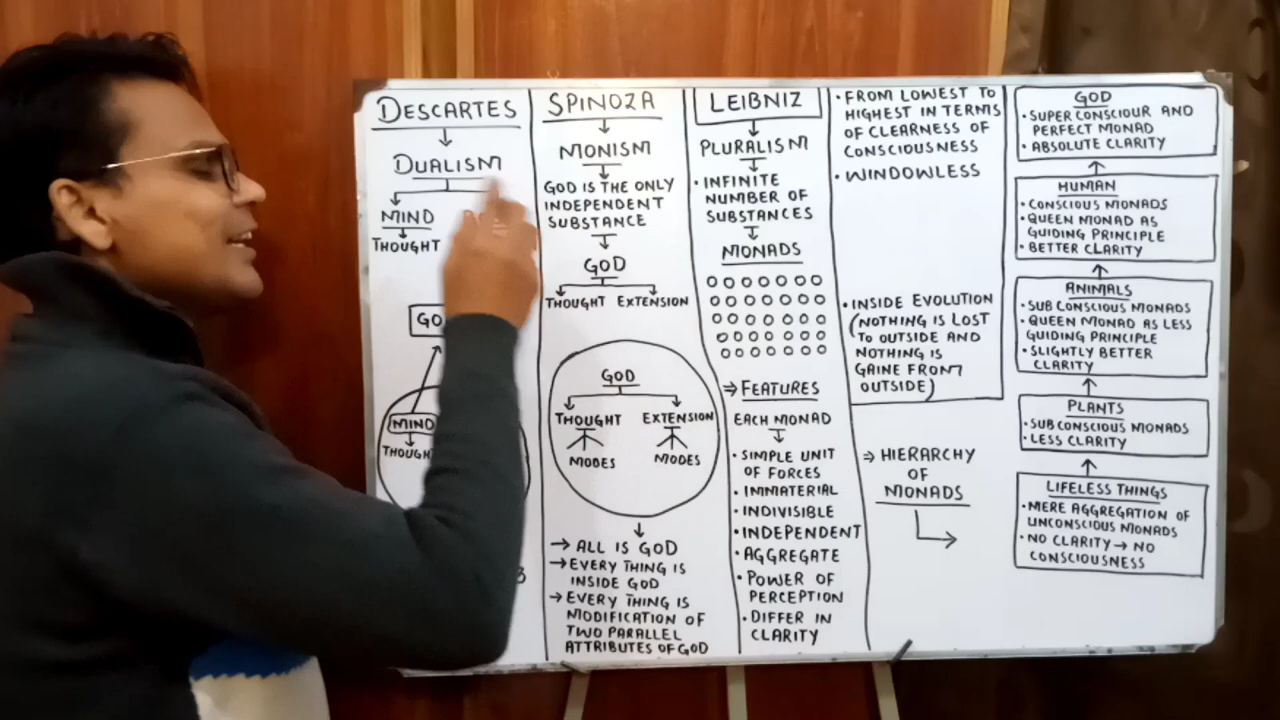 DESCARTES
DUALISM
MIND
THOUGHT
GO
MIND
THOUGH
SPINOZA
MONISM
GOD IS THE ONLY
INDEPENDENT
SUBSTANCE
GOD
THOUGHT EXTENSION
GOD
THOUGHT EXTENSION
MODES MODES
→ ALL IS GOD
→ EVERY THING IS
INSIDE GOD
→ EVERY THING IS
MODIFICATION OF
TWO PARALLEL
ATTRIBUTES OF GOD
LEIBNIZ
PLURALISM
• INFINITE
NUMBER OF
SUBSTANCES
MONADS
⇒ FEATURES
EACH MONAD
• SIMPLE UNIT
OF FORCES
• IMMATERIAL
• INDIVISIBLE
• INDEPENDENT
• AGGREGATE
• POWER OF
PERCEPTION
• DIFFER IN
CLARITY
• FROM LOWEST TO
HIGHEST IN TERMS
OF CLEARNESS OF
CONSCIOUSNESS
• WINDOWLESS
• INSIDE EVOLUTION
(NOTHING IS LOST
TO OUTSIDE AND
NOTHING IS
GAINE FROM
OUTSIDE)
⇒ HIERARCHY
OF
MONADS
GOD
• SUPER CONSCIOUR AND
PERFECT MONAD
• ABSOLUTE CLARITY
HUMAN
• CONSCIOUS MONADS
• QUEEN MONAD AS
GUIDING PRINCIPLE
• BETTER CLARITY
ANIMALS
• SUB CONSCIOUS MONADS
• QUEEN MONAD AS LESS
GUIDING PRINCIPLE
• SLIGHTLY BETTER
CLARITY
PLANTS
• SUB CONSCIOUS MONADS
• LESS CLARITY
LIFELESS THINGS
• MERE AGGREGATION OF
UNCONSCIOUS MONADS
• NO CLARITY → NO
CONSCIOUSNESS